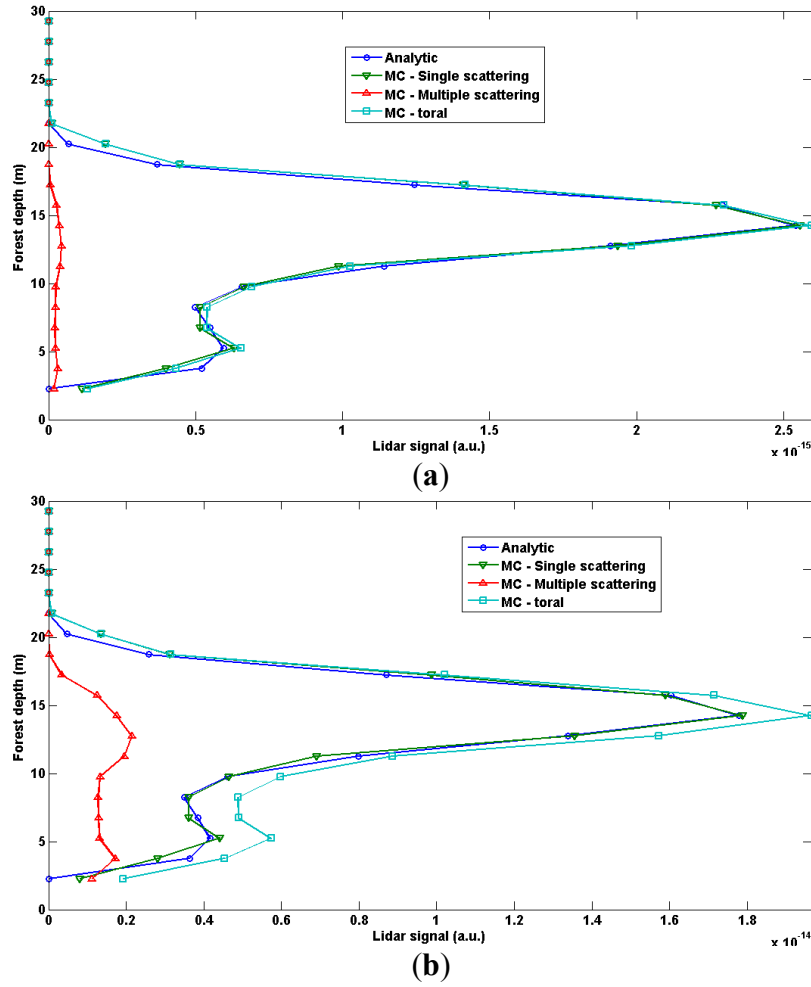 30
25
20
15
10
5
0
Forest depth (m)
Analytic
MC - Single scattering
MC - Multiple scattering
MC - toral
0
0.5
1
1.5
2
2.5
Lidar signal (a.u.)
x 10⁻¹⁵
(a)
30
25
20
15
10
5
0
Forest depth (m)
Analytic
MC - Single scattering
MC - Multiple scattering
MC - toral
0
0.2
0.4
0.6
0.8
1
1.2
1.4
1.6
1.8
Lidar signal (a.u.)
x 10⁻¹⁴
(b)